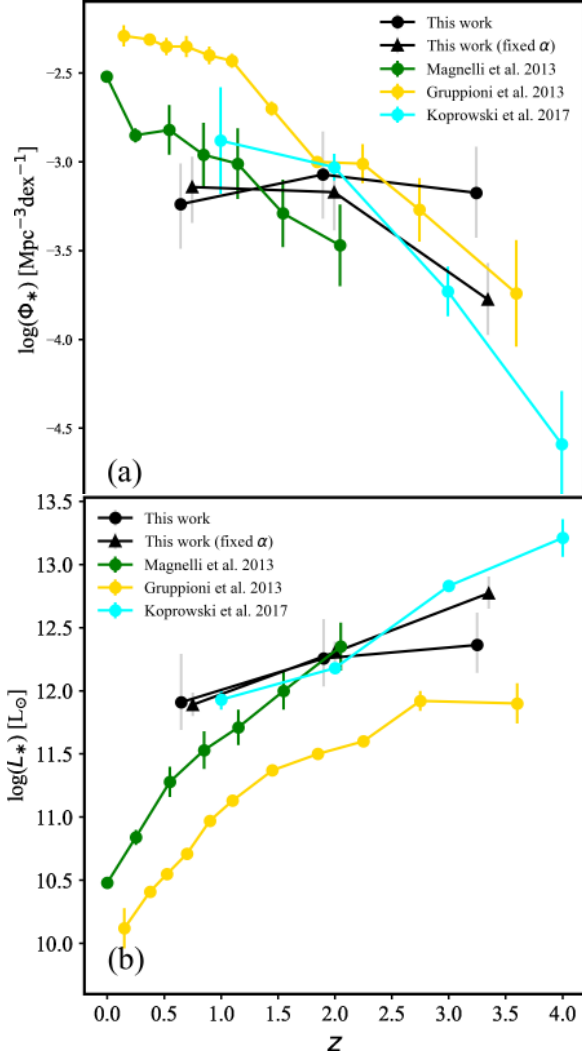 This work
This work (fixed α)
Magnelli et al. 2013
Gruppioni et al. 2013
Koprowski et al. 2017
−2.5
−3.0
−3.5
−4.0
−4.5
log(Φ∗) [Mpc⁻³dex⁻¹]
(a)
This work
This work (fixed α)
Magnelli et al. 2013
Gruppioni et al. 2013
Koprowski et al. 2017
13.5
13.0
12.5
12.0
11.5
11.0
10.5
10.0
log(L∗) [L⊙]
(b)
0.0 0.5 1.0 1.5 2.0 2.5 3.0 3.5 4.0
z